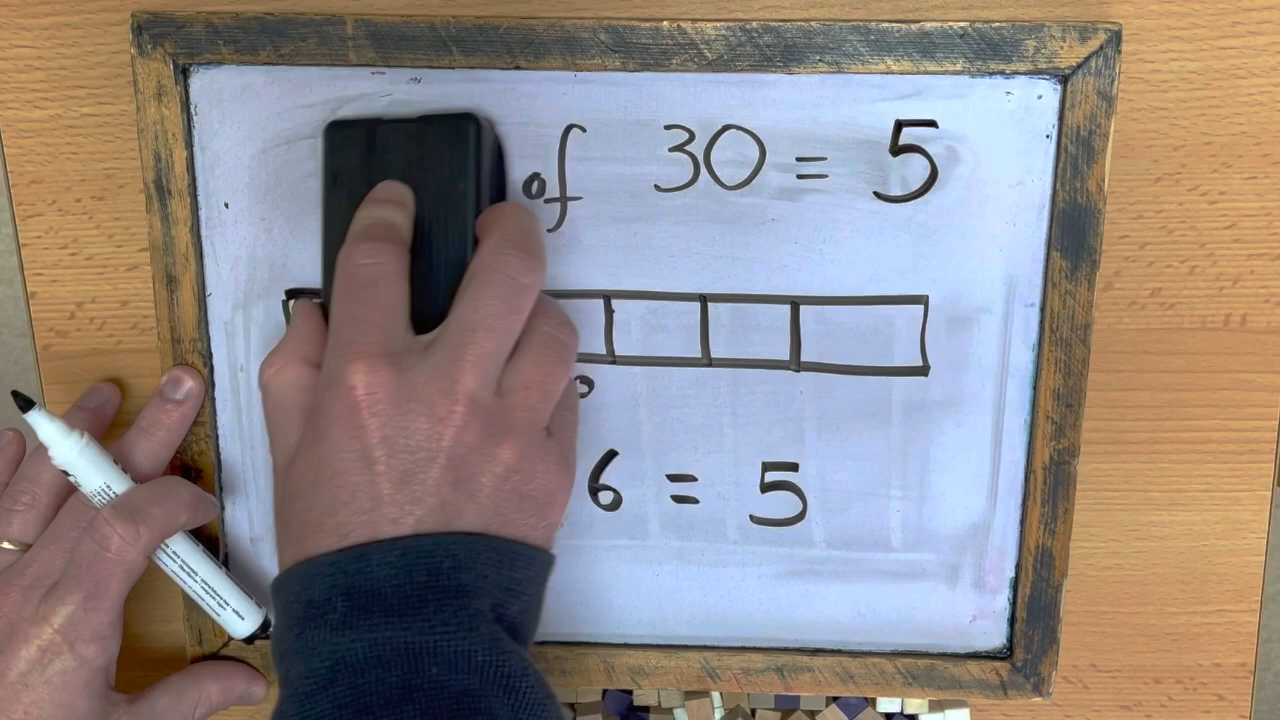 of 30 = 5
6 = 5